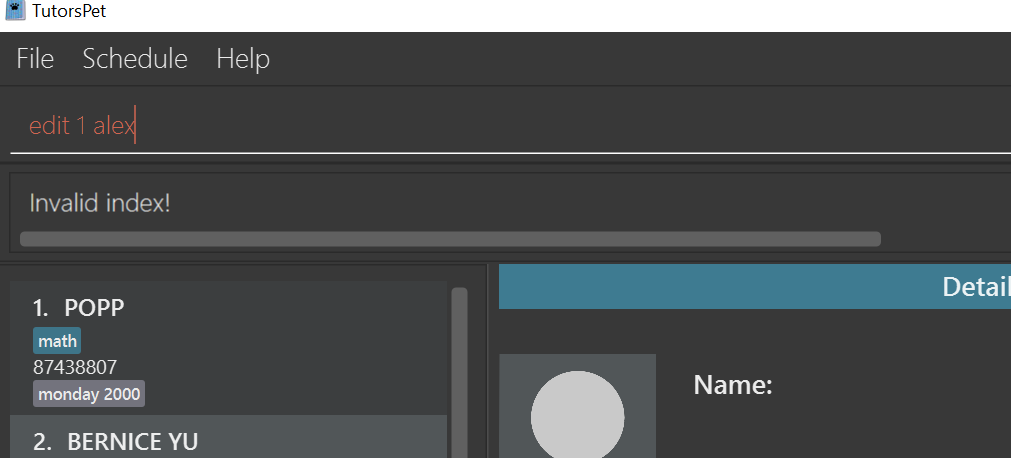 TutorsPet
File Schedule Help
edit 1 alex
Invalid index!
1. POPP
math
87438807
monday 2000
2. BERNICE YU
Detail
Name: